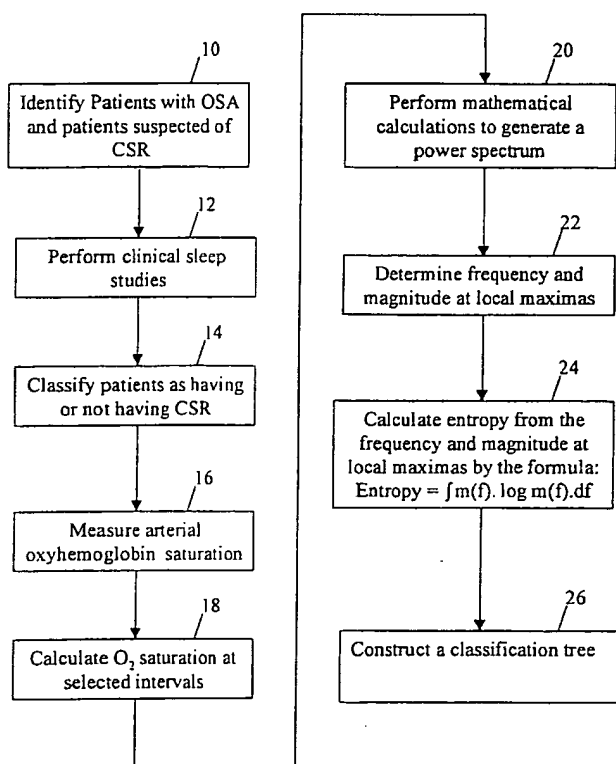 10
Identify Patients with OSA
and patients suspected of
CSR
12
Perform clinical sleep
studies
14
Classify patients as having
or not having CSR
16
Measure arterial
oxyhemoglobin saturation
18
Calculate O₂ saturation at
selected intervals
20
Perform mathematical
calculations to generate a
power spectrum
22
Determine frequency and
magnitude at local maximas
24
Calculate entropy from the
frequency and magnitude at
local maximas by the formula:
Entropy = ∫m(f). log m(f).df
26
Construct a classification tree